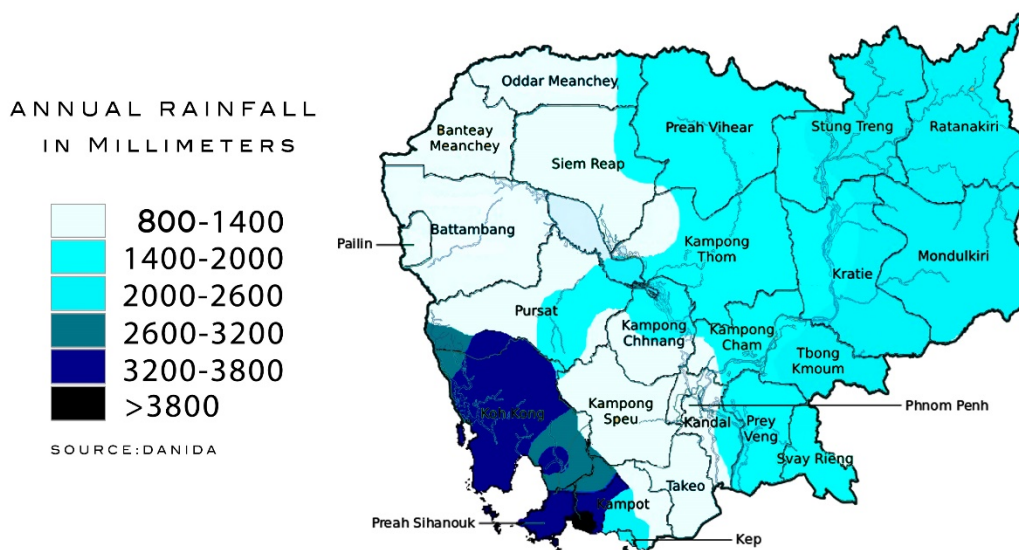 ANNUAL RAINFALL
IN MILLIMETERS
800-1400
1400-2000
2000-2600
2600-3200
3200-3800
>3800
SOURCE:DANIDA
Oddar Meanchey
Banteay
Meanchey
Siem Reap
Preah Vihear
Stung Treng
Ratanakiri
Battambang
Pailin
Kampong
Thom
Kratie
Mondulkiri
Pursat
Kampong
Chhnang
Kampong
Cham
Tbong
Kmoum
Koh Kong
Kampong
Speu
Kandal
Phnom Penh
Prey
Veng
Svay Rieng
Takeo
Kampot
Preah Sihanouk
Kep